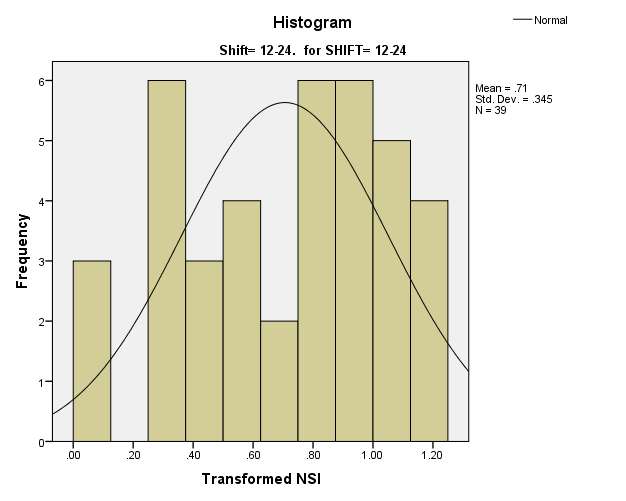 Histogram
Normal
Shift= 12-24. for SHIFT= 12-24
Mean = .71
Std. Dev. = .345
N = 39
Frequency
6
5
4
3
2
1
0
.00 .20 .40 .60 .80 1.00 1.20
Transformed NSI